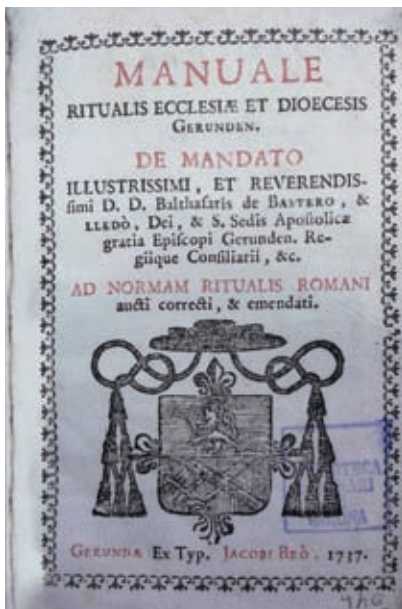 MANUALE
RITUALIS ECCLESIÆ ET DIOECESIS
GERUNDEN.
DE MANDATO
ILLUSTRISSIMI, ET REVERENDIS-
simi D. D. Balthasaris de BASTERO, &
LLEDÒ, Dei, & S. Sedis Apostolicæ
gratia Episcopi Gerunden. Re-
giique Consiliarii, &c.
AD NORMAM RITUALIS ROMANI
aucti correcti, & emendati.
GERUNDÆ Ex Typ. JACOBI BRÒ. 1737.